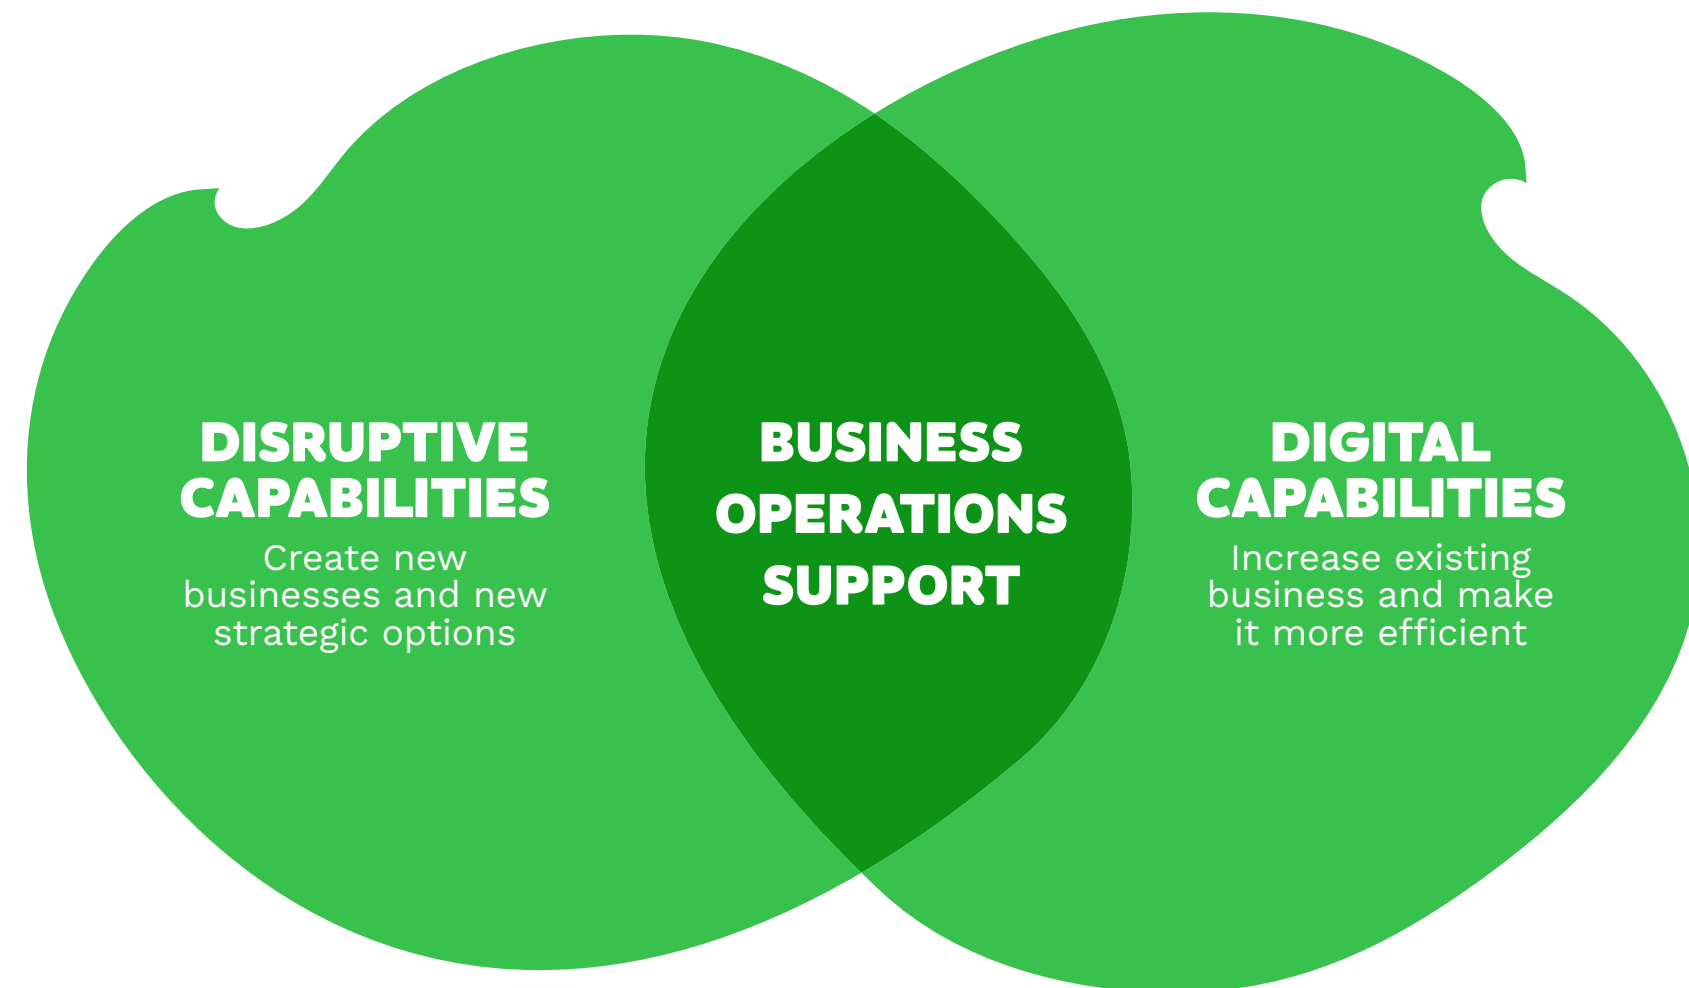 DISRUPTIVE
CAPABILITIES
Create new
businesses and new
strategic options
BUSINESS
OPERATIONS
SUPPORT
DIGITAL
CAPABILITIES
Increase existing
business and make
it more efficient